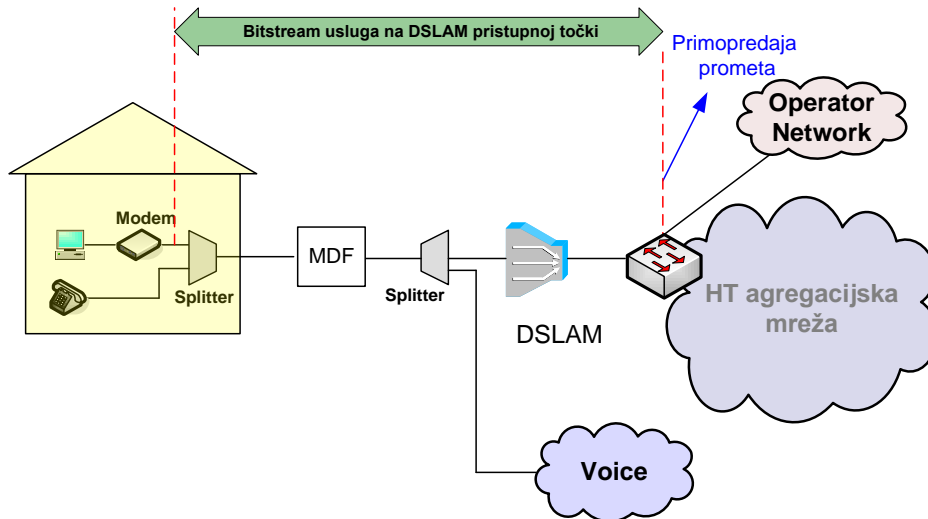 Bitstream usluga na DSLAM pristupnoj točki
Primopredaja
prometa
Operator
Network
Modem
MDF
Splitter
Splitter
DSLAM
HT agregacijska
mreža
Voice